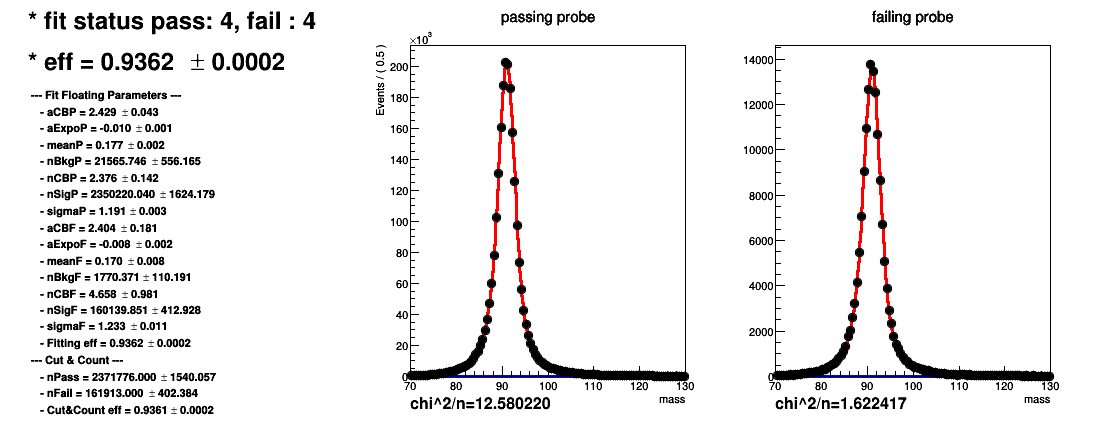 * fit status pass: 4, fail : 4
* eff = 0.9362 ± 0.0002
--- Fit Floating Parameters ---
- aCBP = 2.429 ± 0.043
- aExpoP = -0.010 ± 0.001
- meanP = 0.177 ± 0.002
- nBkgP = 21565.746 ± 556.165
- nCBP = 2.376 ± 0.142
- nSigP = 2350220.040 ± 1624.179
- sigmaP = 1.191 ± 0.003
- aCBF = 2.404 ± 0.181
- aExpoF = -0.008 ± 0.002
- meanF = 0.170 ± 0.008
- nBkgF = 1770.371 ± 110.191
- nCBF = 4.658 ± 0.981
- nSigF = 160139.851 ± 412.928
- sigmaF = 1.233 ± 0.011
- Fitting eff = 0.9362 ± 0.0002
--- Cut & Count ---
- nPass = 2371776.000 ± 1540.057
- nFail = 161913.000 ± 402.384
- Cut&Count eff = 0.9361 ± 0.0002
passing probe
×10³
Events / ( 0.5 )
200
180
160
140
120
100
80
60
40
20
0
70 80 90 100 110 120 130
mass
chi^2/n=12.580220
failing probe
14000
12000
10000
8000
6000
4000
2000
0
70 80 90 100 110 120 130
mass
chi^2/n=1.622417